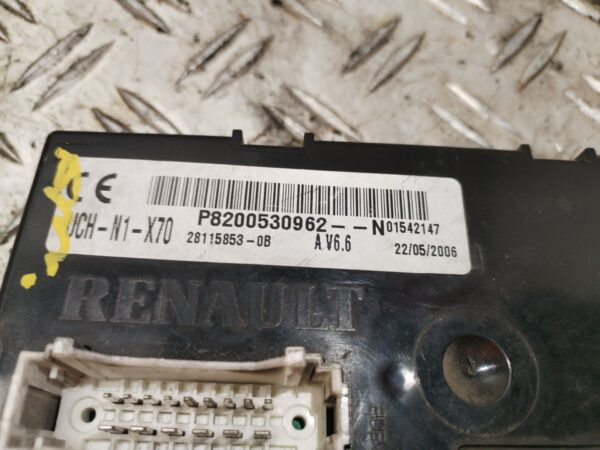 CE
UCH-N1-X70
P8200530962--N01542147
28115853-0B A V6.6 22/05/2006
RENAULT